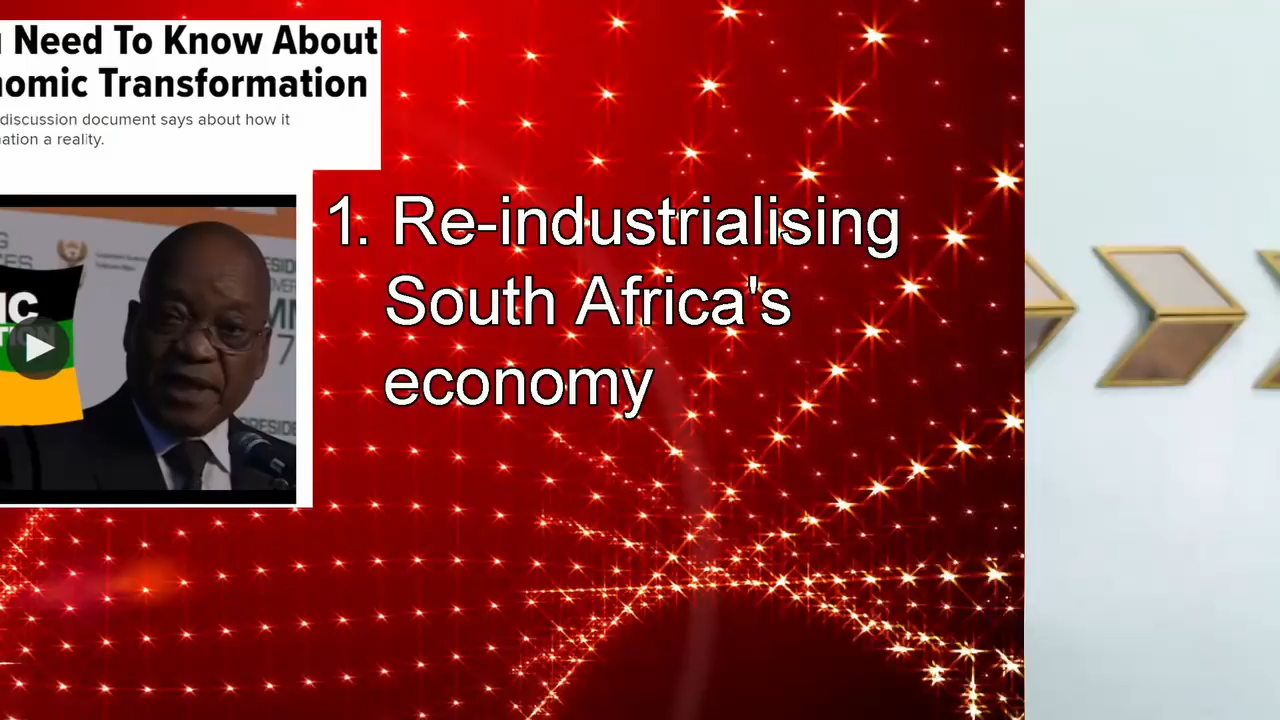 Need To Know About
nomic Transformation
discussion document says about how it
ation a reality.
1. Re-industrialising
South Africa's
economy